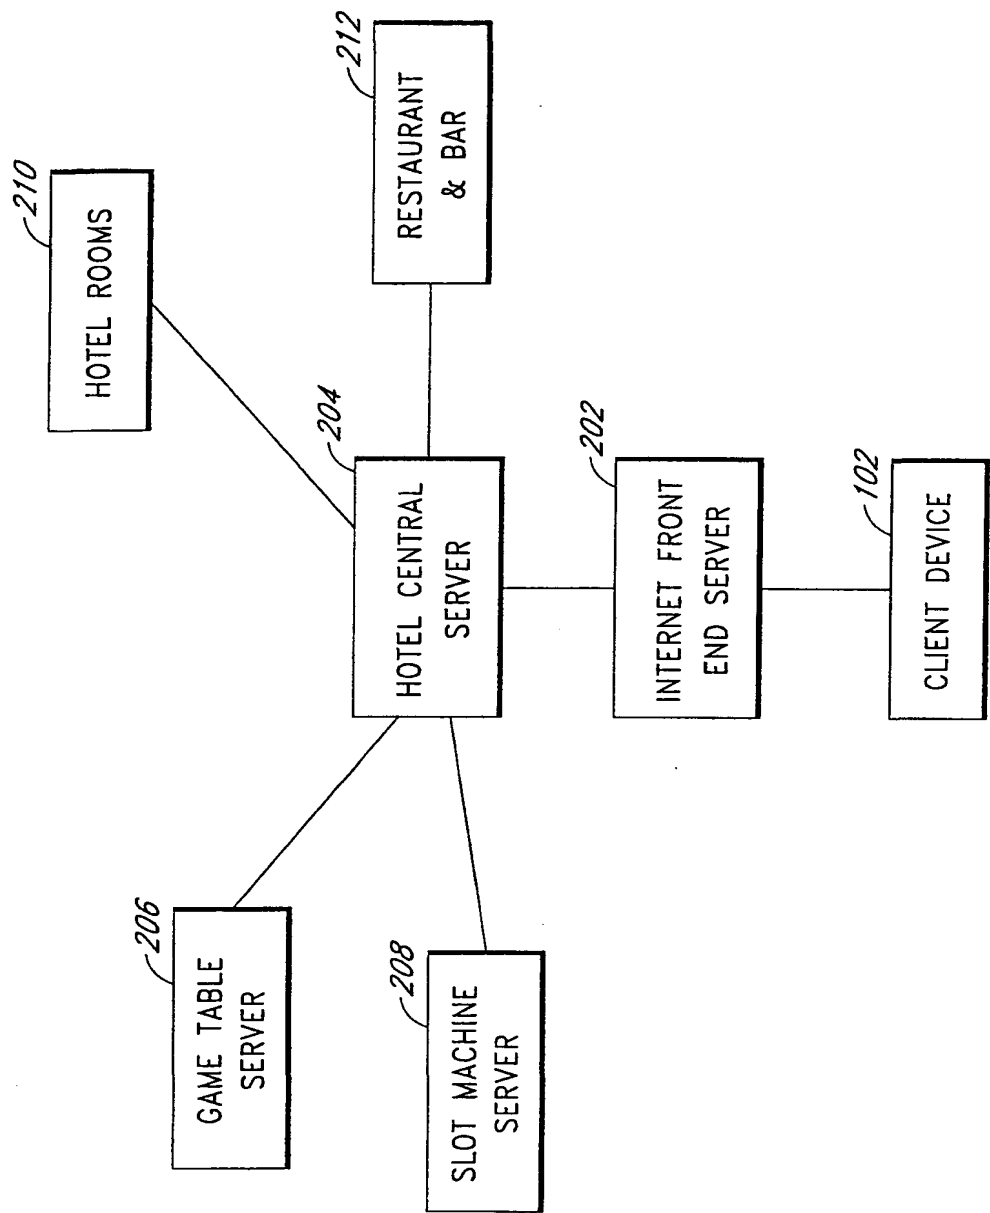 210
HOTEL ROOMS
212
RESTAURANT
& BAR
204
HOTEL CENTRAL
SERVER
206
GAME TABLE
SERVER
208
SLOT MACHINE
SERVER
202
INTERNET FRONT
END SERVER
102
CLIENT DEVICE